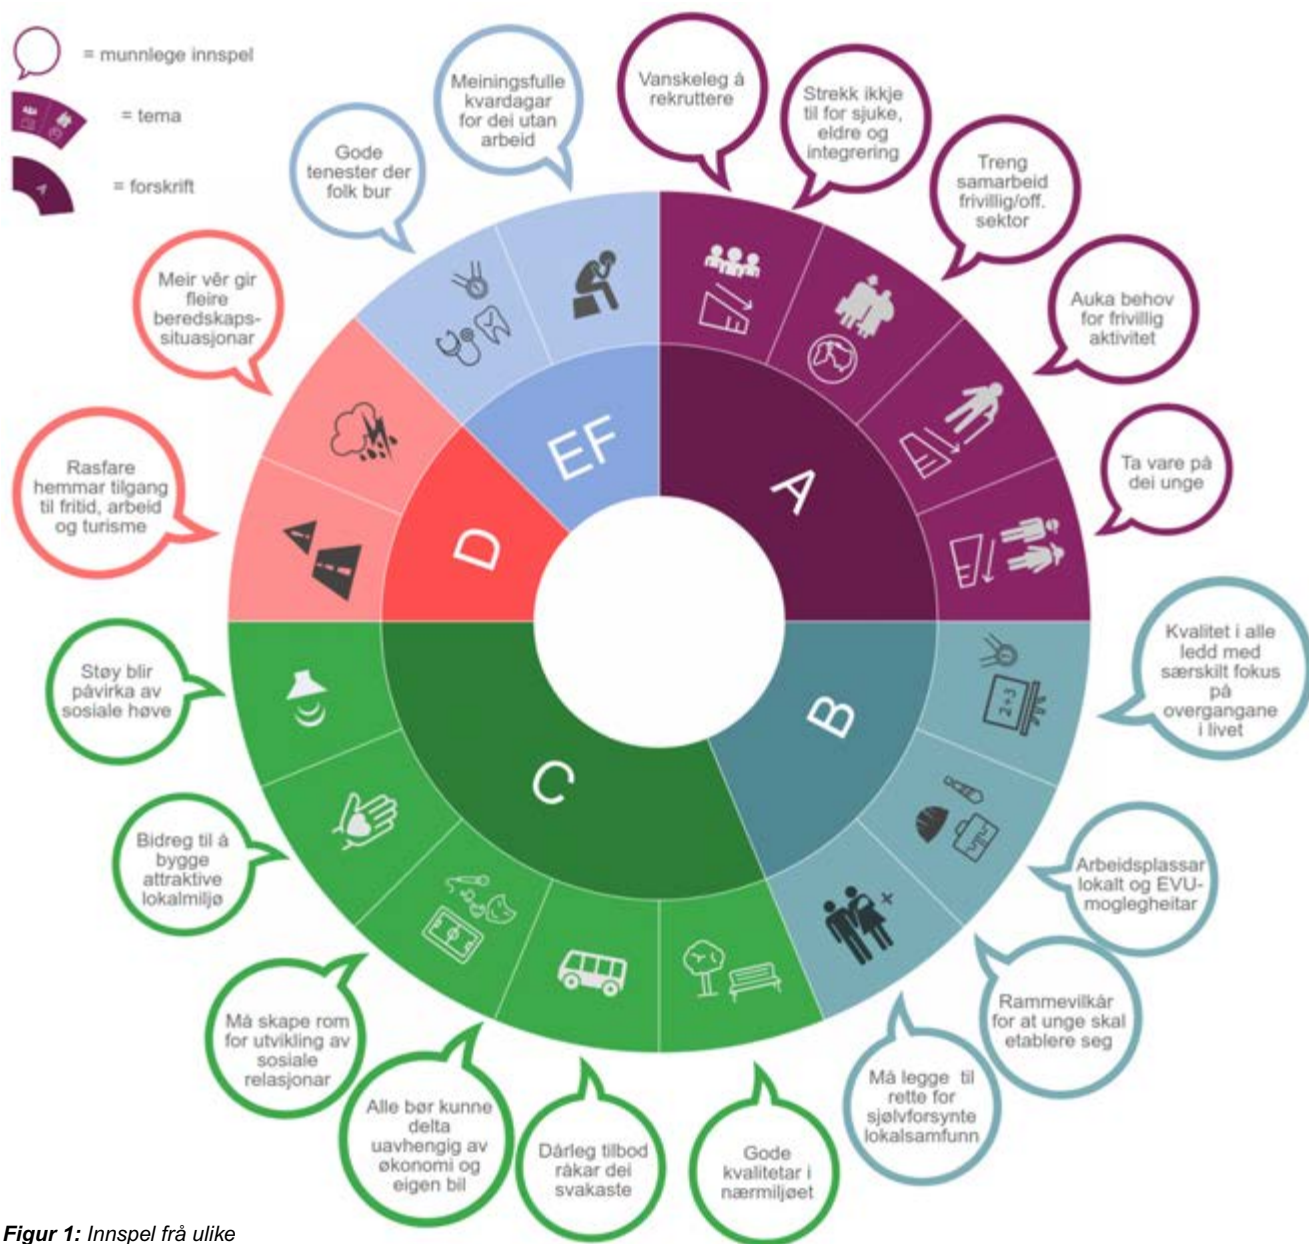 = munnlege innspel
= tema
A
= forskrift
Meiningsfulle
kvardagar
for dei utan
arbeid
Vanskeleg å
rekruttere
Strekk ikkje
til for sjuke,
eldre og
integrering
Treng
samarbeid
frivillig/off.
sektor
Auka behov
for frivillig
aktivitet
Ta vare på
dei unge
Kvalitet i alle
ledd med
særskilt fokus
på
overgangane
i livet
Arbeidsplassar
lokalt og EVU-
moglegheitar
Rammevilkår
for at unge skal
etablere seg
Må legge til
rette for
sjølvforsynte
lokalsamfunn
Gode
kvalitetar i
nærmiljøet
Dårleg tilbod
råkar dei
svakaste
Alle bør kunne
delta
uavhengig av
økonomi og
eigen bil
Må skape rom
for utvikling av
sosiale
relasjonar
Bidreg til å
bygge
attraktive
lokalmiljø
Støy blir
påvirka av
sosiale høve
Rasfare
hemmar tilgang
til fritid, arbeid
og turisme
Meir vêr gir
fleire
beredskaps-
situasjonar
Gode
tenester der
folk bur
EF
A
D
B
C
2+3
Figur 1: Innspel frå ulike